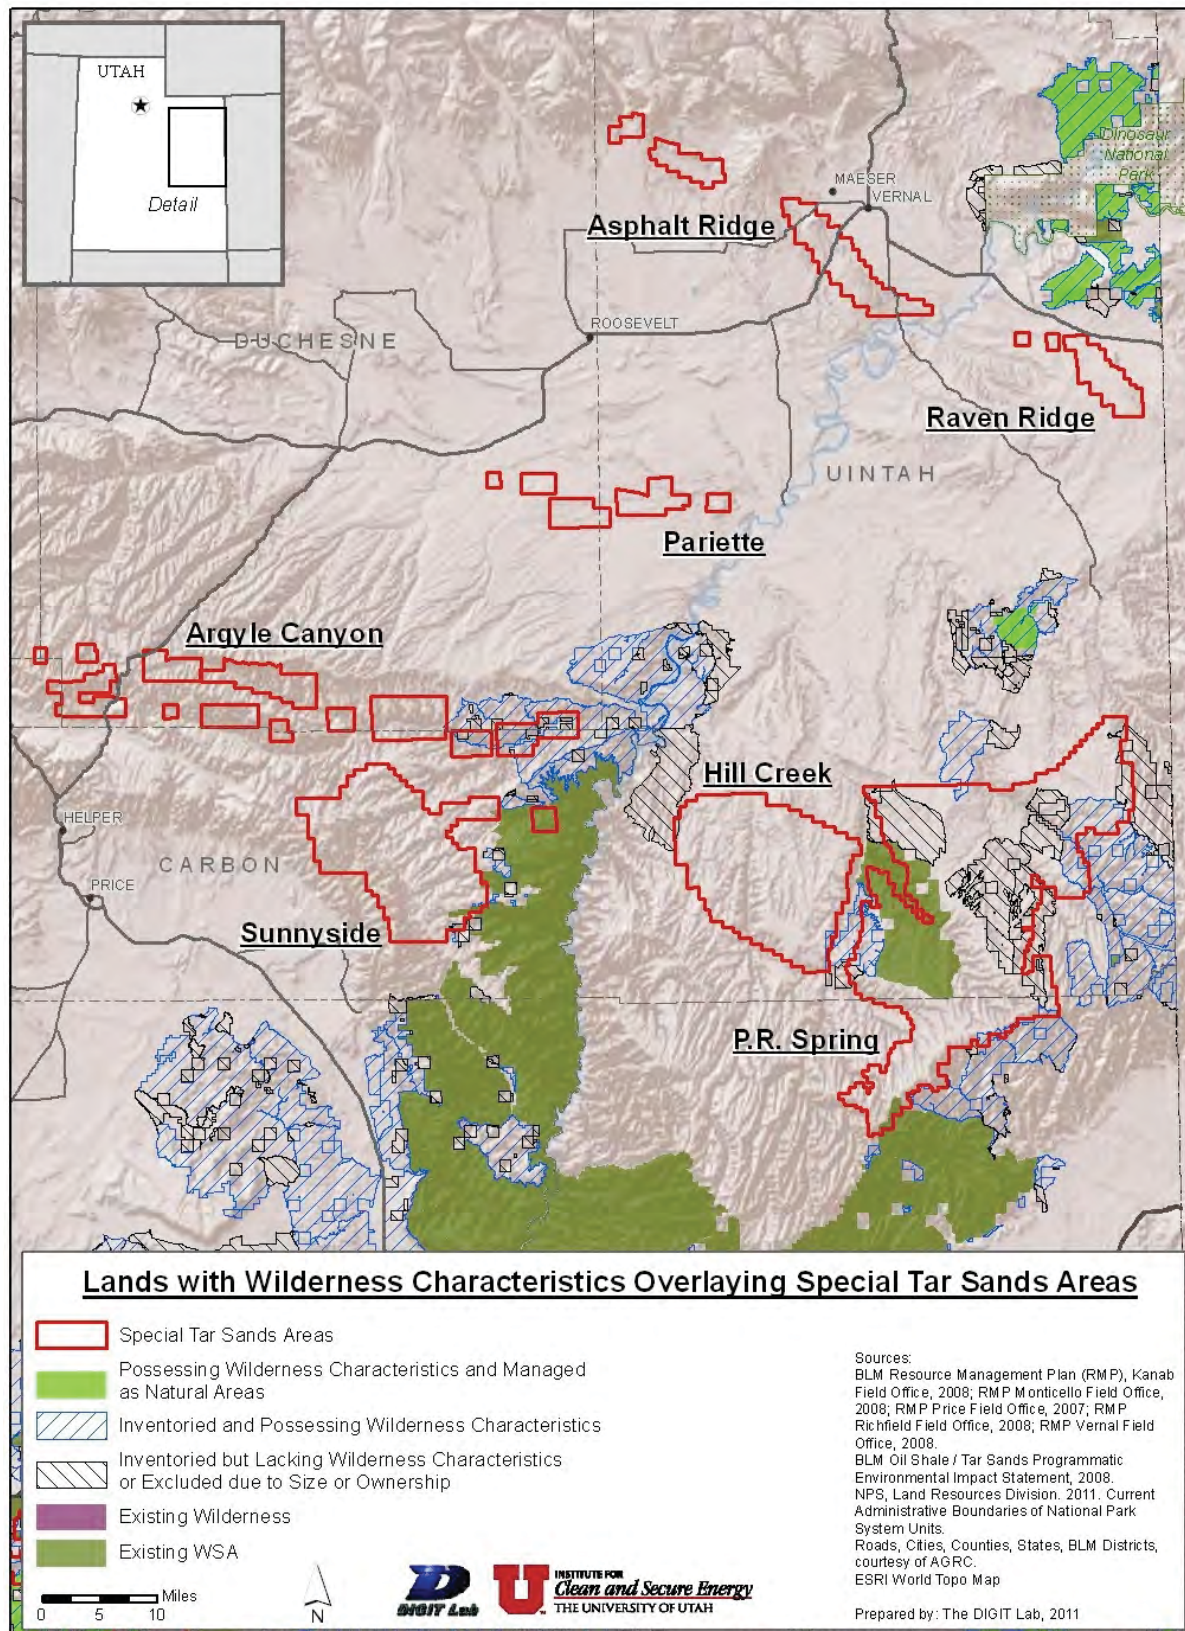 UTAH
Detail
Dinosaur
National
Park
MAESER
VERNAL
Asphalt Ridge
ROOSEVELT
DUCHESNE
Raven Ridge
UINTAH
Pariette
Argyle Canyon
Hill Creek
HELPER
CARBON
PRICE
Sunnyside
P.R. Spring
Lands with Wilderness Characteristics Overlaying Special Tar Sands Areas
Special Tar Sands Areas
Possessing Wilderness Characteristics and Managed
as Natural Areas
Inventoried and Possessing Wilderness Characteristics
Inventoried but Lacking Wilderness Characteristics
or Excluded due to Size or Ownership
Existing Wilderness
Existing WSA
Miles
0 5 10
N
DIGIT Lab
U
INSTITUTE FOR
Clean and Secure Energy
THE UNIVERSITY OF UTAH
Sources:
BLM Resource Management Plan (RMP), Kanab
Field Office, 2008; RMP Monticello Field Office,
2008; RMP Price Field Office, 2007; RMP
Richfield Field Office, 2008; RMP Vernal Field
Office, 2008.
BLM Oil Shale / Tar Sands Programmatic
Environmental Impact Statement, 2008.
NPS, Land Resources Division. 2011. Current
Administrative Boundaries of National Park
System Units.
Roads, Cities, Counties, States, BLM Districts,
courtesy of AGRC.
ESRI World Topo Map
Prepared by: The DIGIT Lab, 2011